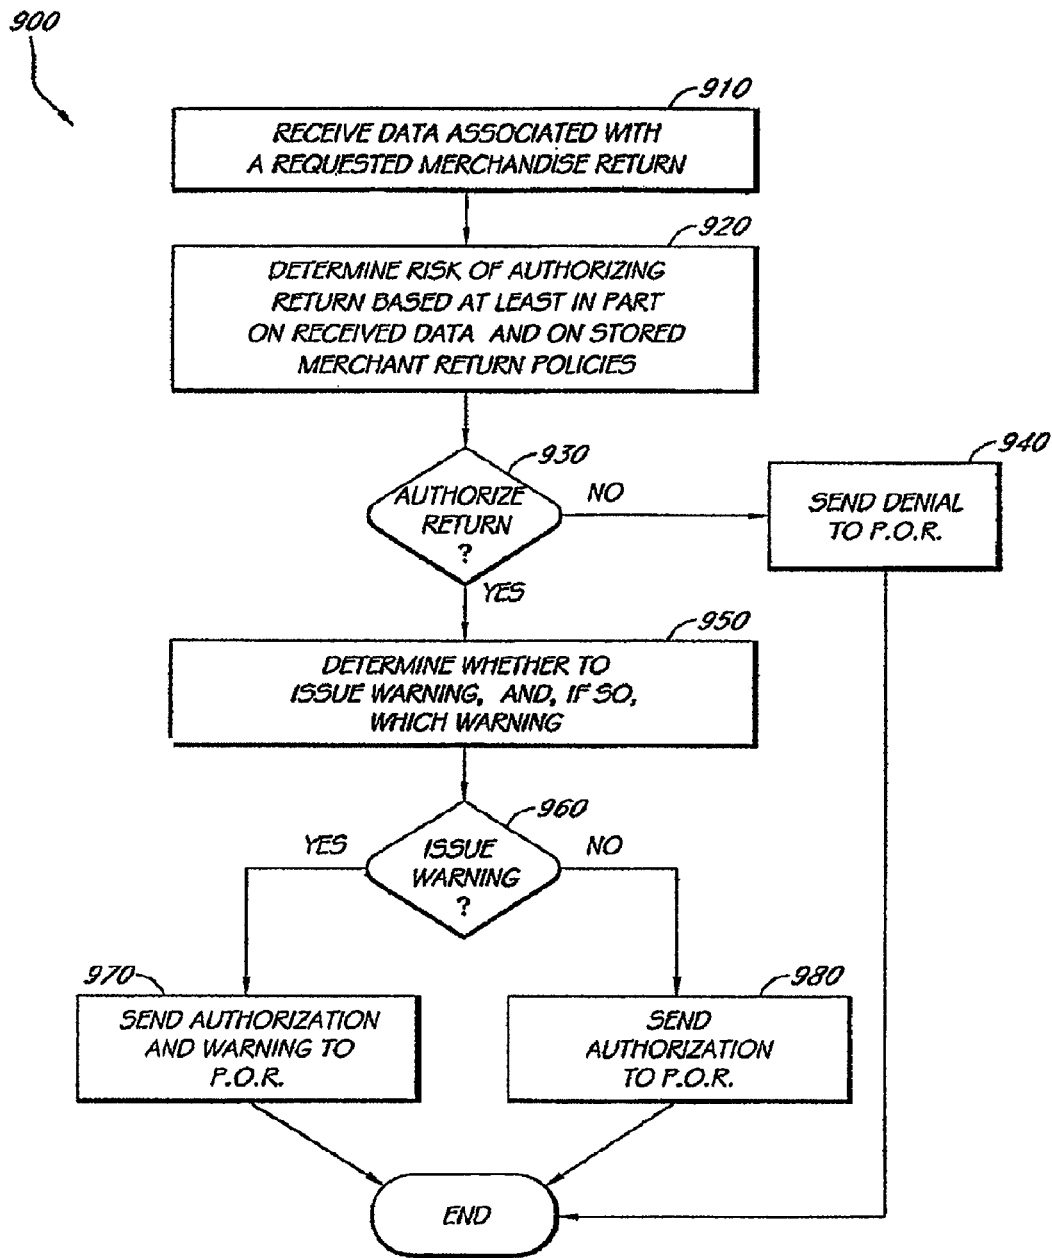 900
910
RECEIVE DATA ASSOCIATED WITH
A REQUESTED MERCHANDISE RETURN
920
DETERMINE RISK OF AUTHORIZING
RETURN BASED AT LEAST IN PART
ON RECEIVED DATA AND ON STORED
MERCHANT RETURN POLICIES
930
AUTHORIZE
RETURN
?
NO
940
SEND DENIAL
TO P.O.R.
YES
950
DETERMINE WHETHER TO
ISSUE WARNING, AND, IF SO,
WHICH WARNING
960
YES
ISSUE
WARNING
?
NO
970
SEND AUTHORIZATION
AND WARNING TO
P.O.R.
980
SEND
AUTHORIZATION
TO P.O.R.
END